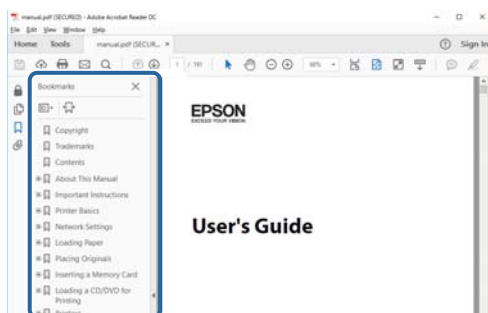 manual.pdf (SECURED) - Adobe Acrobat Reader DC
File Edit View Window Help
Home Tools manual.pdf (SECUR... ×
Sign In
1 / 191
Bookmarks
Copyright
Trademarks
Contents
About This Manual
Important Instructions
Printer Basics
Network Settings
Loading Paper
Placing Originals
Inserting a Memory Card
Loading a CD/DVD for
Printing
Printing
EPSON
EXCEED YOUR VISION
User's Guide